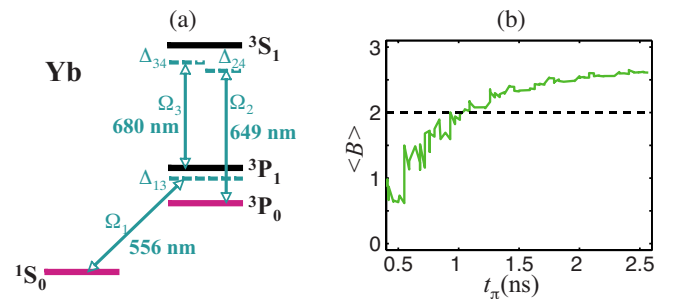 (a)
(b)
Yb
³S₁
Δ₃₄
Δ₂₄
Ω₃
Ω₂
680 nm
649 nm
³P₁
Δ₁₃
³P₀
Ω₁
556 nm
¹S₀
3
2
1
0
<B>
0.5 1 1.5 2 2.5
t_π(ns)